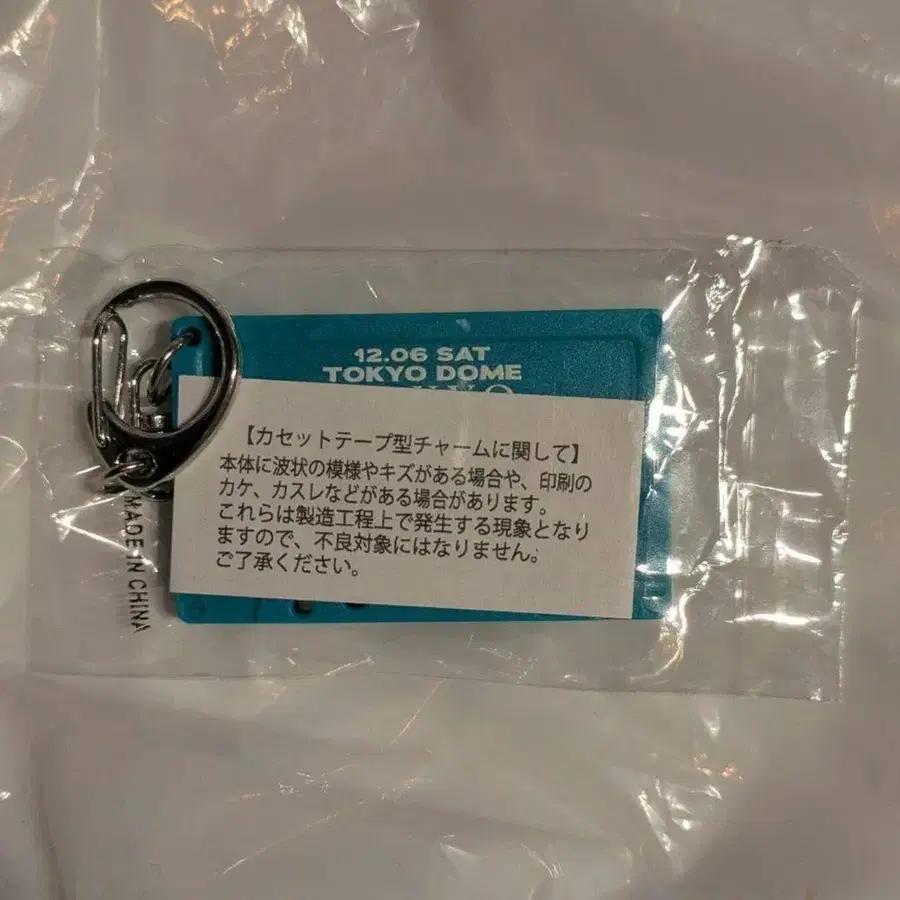 12.06 SAT
TOKYO DOME
【カセットテープ型チャームに関して】
本体に波状の模様やキズがある場合や、印刷の
カケ、カスレなどがある場合があります。
これらは製造工程上で発生する現象となり
ますので、不良対象にはなりません。
ご了承ください。
MADE IN CHINA